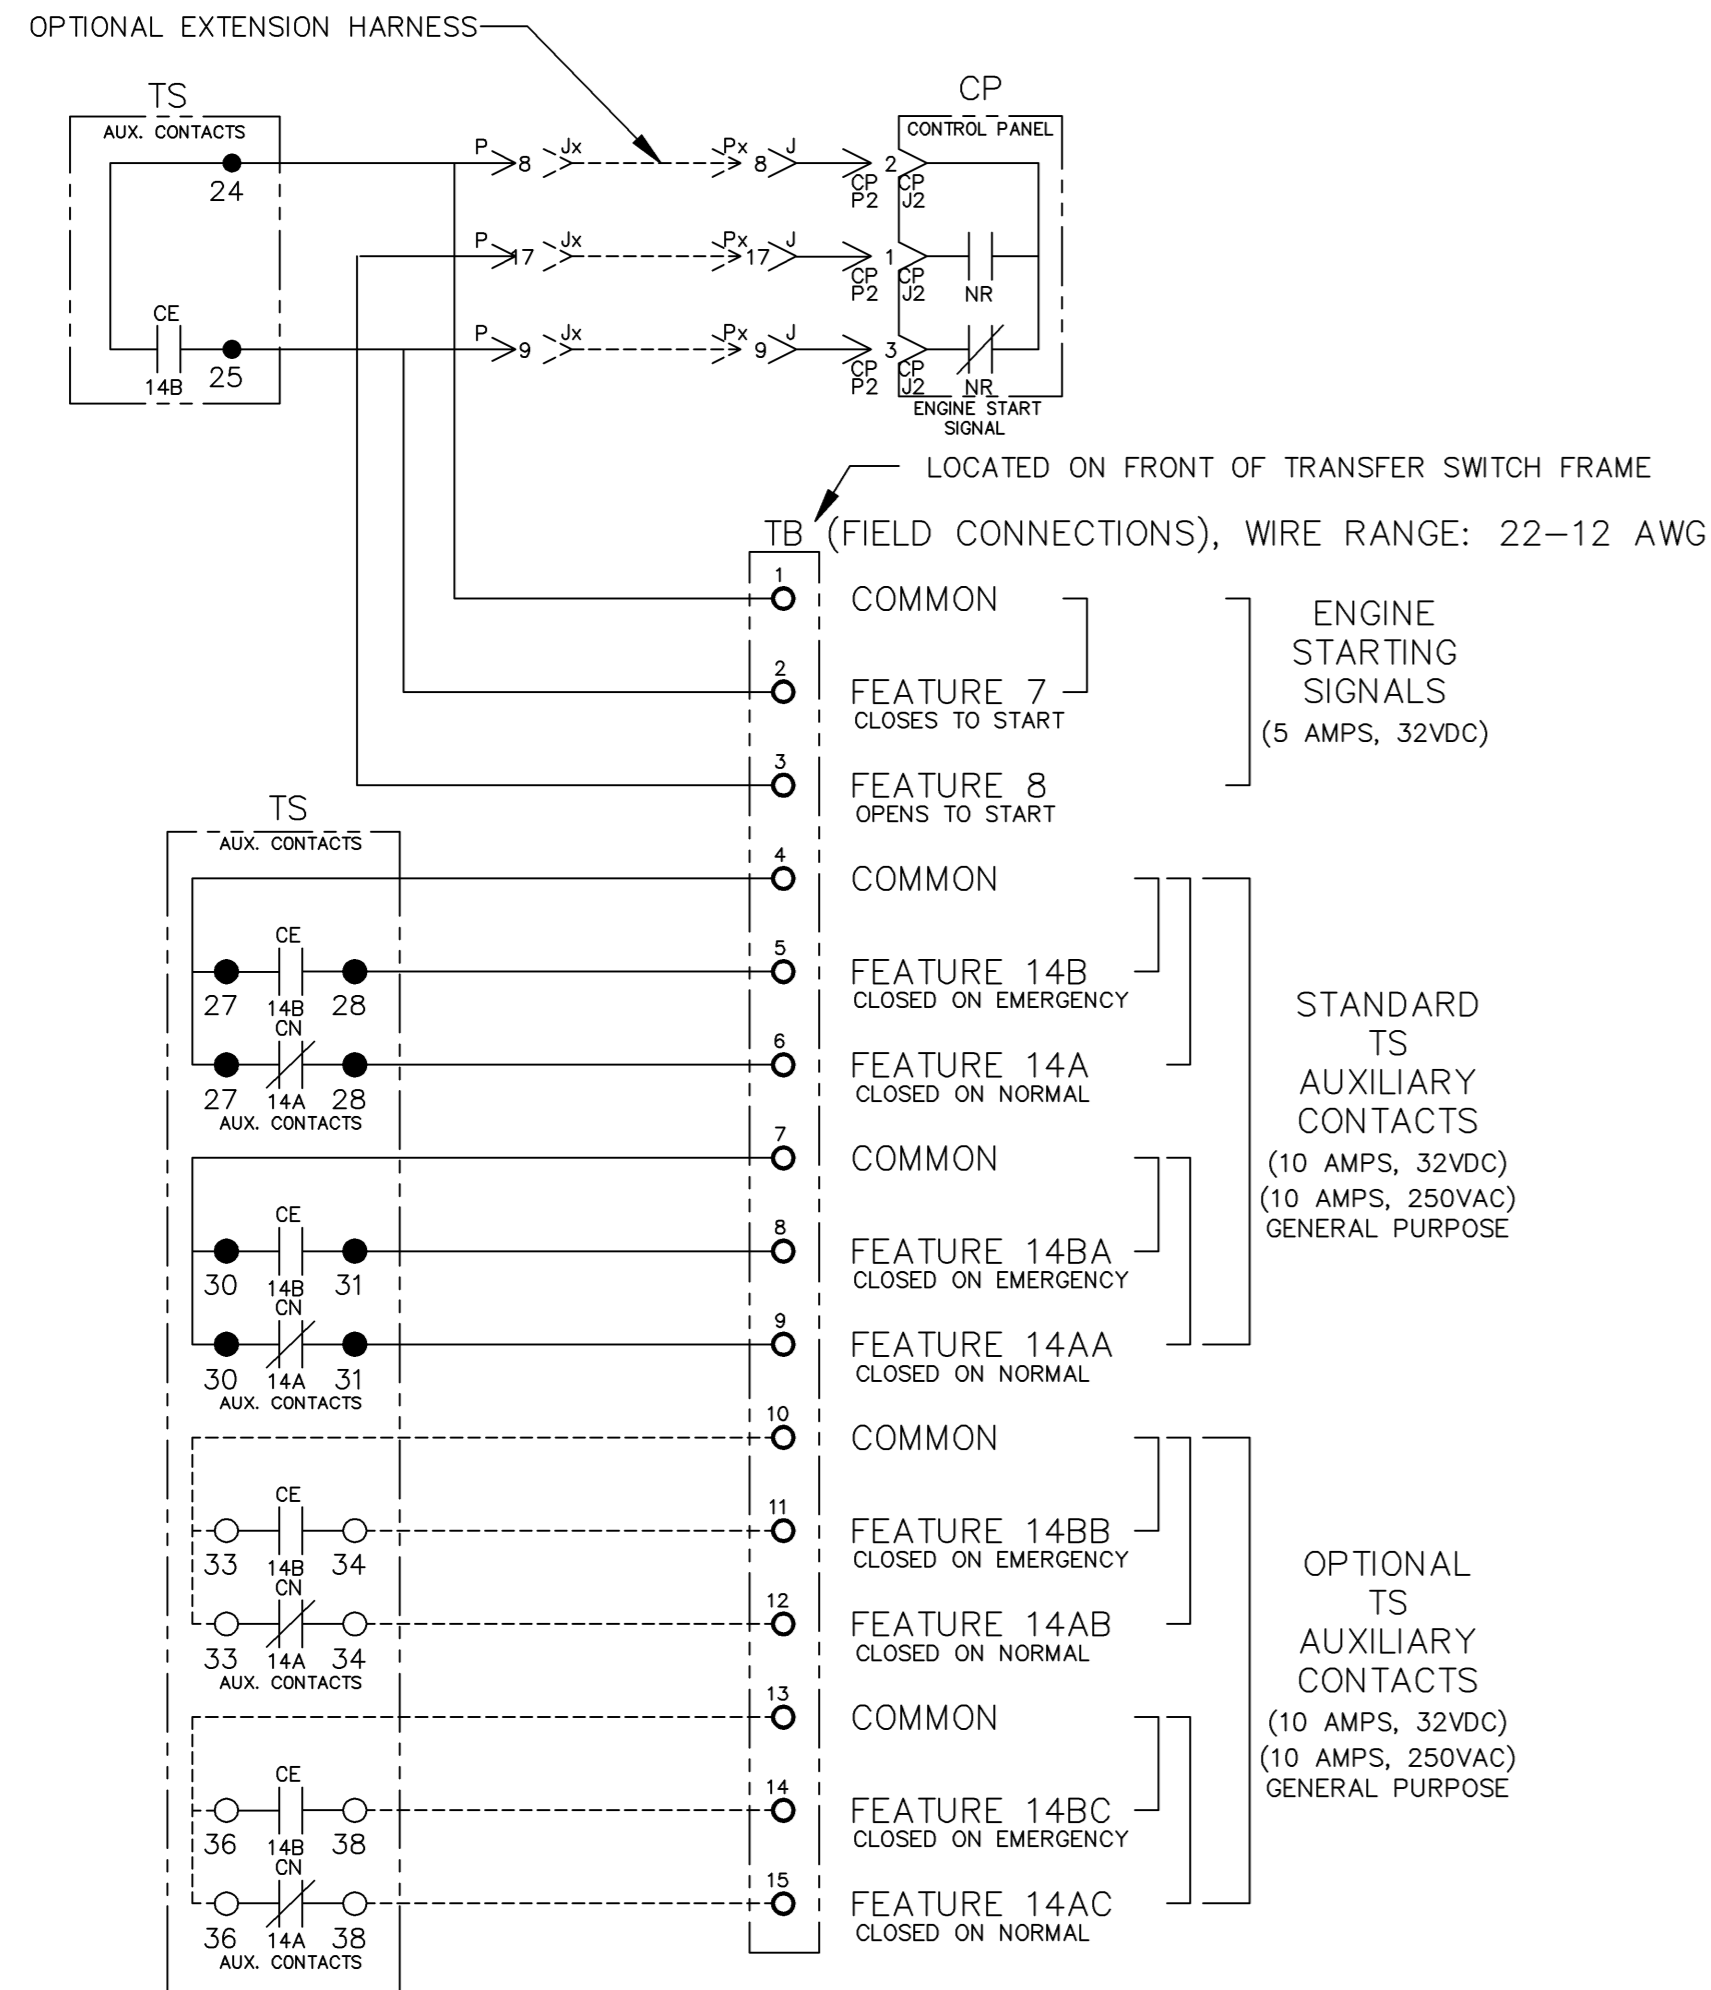 OPTIONAL EXTENSION HARNESS
TS
AUX. CONTACTS
CP
CONTROL PANEL
24
P 8 Jx Px 8 J 2
CP CP
P2 J2
P 17 Jx Px 17 J 1
CP CP
P2 J2
NR
CE
14B
25
P 9 Jx Px 9 J 3
CP CP
P2 J2
NR
ENGINE START
SIGNAL
LOCATED ON FRONT OF TRANSFER SWITCH FRAME
TB (FIELD CONNECTIONS), WIRE RANGE: 22-12 AWG
1 COMMON
2 FEATURE 7
CLOSES TO START
3 FEATURE 8
OPENS TO START
ENGINE
STARTING
SIGNALS
(5 AMPS, 32VDC)
TS
AUX. CONTACTS
4 COMMON
CE
5 FEATURE 14B
CLOSED ON EMERGENCY
27 14B 28
CN
6 FEATURE 14A
CLOSED ON NORMAL
27 14A 28
AUX. CONTACTS
7 COMMON
CE
8 FEATURE 14BA
CLOSED ON EMERGENCY
30 14B 31
CN
9 FEATURE 14AA
CLOSED ON NORMAL
30 14A 31
AUX. CONTACTS
STANDARD
TS
AUXILIARY
CONTACTS
(10 AMPS, 32VDC)
(10 AMPS, 250VAC)
GENERAL PURPOSE
10 COMMON
CE
11 FEATURE 14BB
CLOSED ON EMERGENCY
33 14B 34
CN
12 FEATURE 14AB
CLOSED ON NORMAL
33 14A 34
AUX. CONTACTS
13 COMMON
CE
14 FEATURE 14BC
CLOSED ON EMERGENCY
36 14B 38
CN
15 FEATURE 14AC
CLOSED ON NORMAL
36 14A 38
AUX. CONTACTS
OPTIONAL
TS
AUXILIARY
CONTACTS
(10 AMPS, 32VDC)
(10 AMPS, 250VAC)
GENERAL PURPOSE